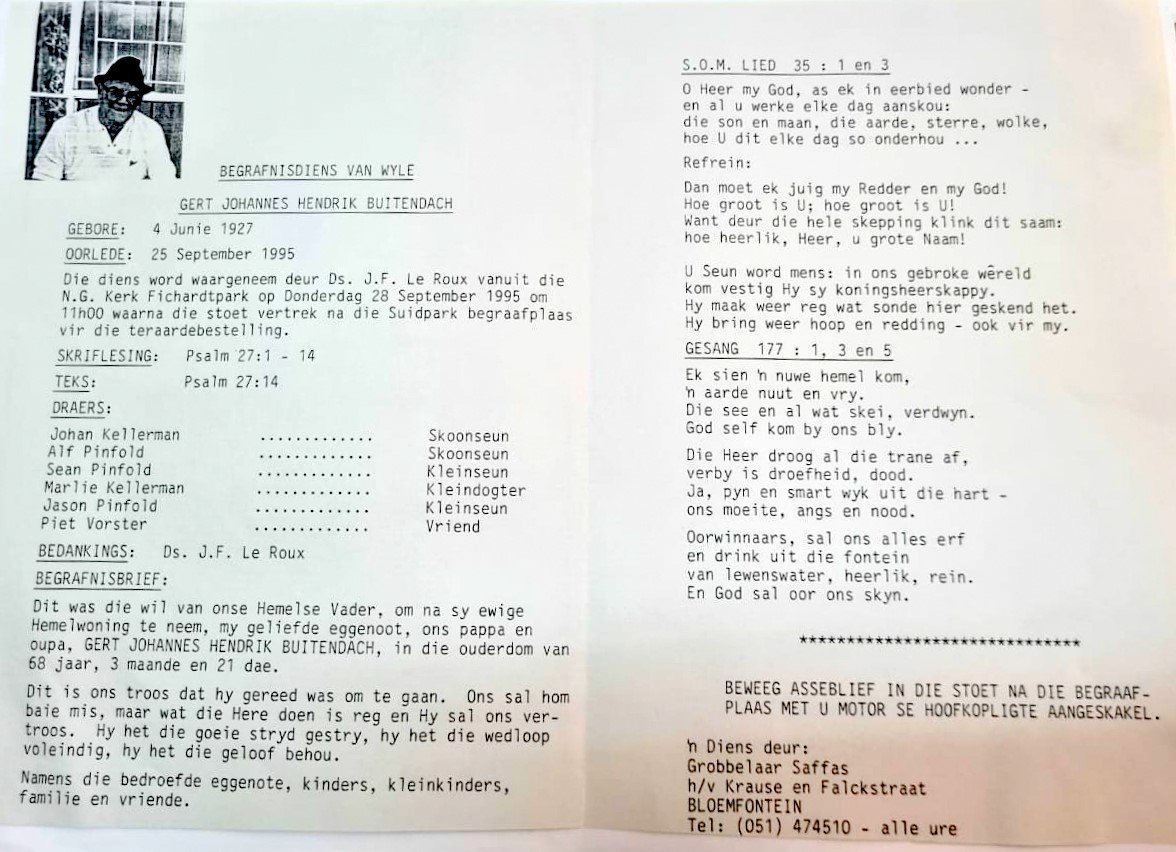 BEGRAFNISDIENS VAN WYLE
GERT JOHANNES HENDRIK BUITENDACH
GEBORE: 4 Junie 1927
OORLEDE: 25 September 1995
Die diens word waargeneem deur Ds. J.F. Le Roux vanuit die
N.G. Kerk Fichardtpark op Donderdag 28 September 1995 om
11h00 waarna die stoet vertrek na die Suidpark begraafplaas
vir die teraardebestelling.
SKRIFLESING: Psalm 27:1 - 14
TEKS: Psalm 27:14
DRAERS:
Johan Kellerman ............. Skoonseun
Alf Pinfold ............. Skoonseun
Sean Pinfold ............. Kleinseun
Marlie Kellerman ............. Kleindogter
Jason Pinfold ............. Kleinseun
Piet Vorster ............. Vriend
BEDANKINGS: Ds. J.F. Le Roux
BEGRAFNISBRIEF:
Dit was die wil van onse Hemelse Vader, om na sy ewige
Hemelwoning te neem, my geliefde eggenoot, ons pappa en
oupa, GERT JOHANNES HENDRIK BUITENDACH, in die ouderdom van
68 jaar, 3 maande en 21 dae.
Dit is ons troos dat hy gereed was om te gaan. Ons sal hom
baie mis, maar wat die Here doen is reg en Hy sal ons ver-
troos. Hy het die goeie stryd gestry, hy het die wedloop
voleindig, hy het die geloof behou.
Namens die bedroefde eggenote, kinders, kleinkinders,
familie en vriende.
S.O.M. LIED 35 : 1 en 3
O Heer my God, as ek in eerbied wonder -
en al u werke elke dag aanskou:
die son en maan, die aarde, sterre, wolke,
hoe U dit elke dag so onderhou ...
Refrein:
Dan moet ek juig my Redder en my God!
Hoe groot is U; hoe groot is U!
Want deur die hele skepping klink dit saam:
hoe heerlik, Heer, u grote Naam!
U Seun word mens: in ons gebroke wêreld
kom vestig Hy sy koningsheerskappy.
Hy maak weer reg wat sonde hier geskend het.
Hy bring weer hoop en redding - ook vir my.
GESANG 177 : 1, 3 en 5
Ek sien 'n nuwe hemel kom,
'n aarde nuut en vry.
Die see en al wat skei, verdwyn.
God self kom by ons bly.
Die Heer droog al die trane af,
verby is droefheid, dood.
Ja, pyn en smart wyk uit die hart -
ons moeite, angs en nood.
Oorwinnaars, sal ons alles erf
en drink uit die fontein
van lewenswater, heerlik, rein.
En God sal oor ons skyn.
******************************
BEWEEG ASSEBLIEF IN DIE STOET NA DIE BEGRAAF-
PLAAS MET U MOTOR SE HOOFKOPLIGTE AANGESKAKEL.
'n Diens deur:
Grobbelaar Saffas
h/v Krause en Falckstraat
BLOEMFONTEIN
Tel: (051) 474510 - alle ure